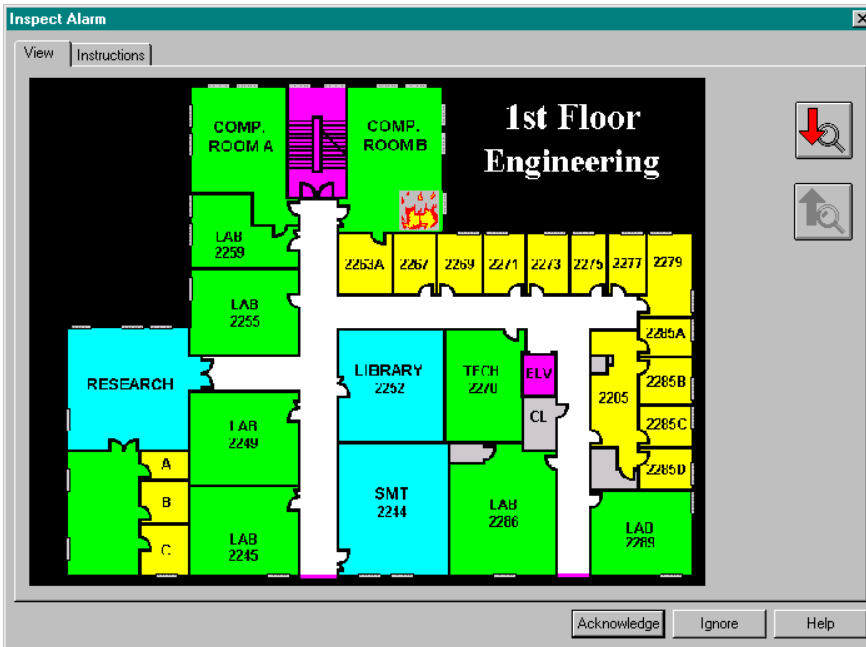 Inspect Alarm
View
Instructions
1st Floor
Engineering
COMP.
ROOM A
COMP.
ROOM B
LAB
2259
2263A
2267
2269
2271
2273
2275
2277
2279
LAB
2255
2285A
RESEARCH
LIBRARY
2252
TECH
2270
ELV
2285B
2205
CL
2285C
LAB
2249
A
2285D
B
SMT
2244
LAB
2286
C
LAB
2245
LAD
2289
Acknowledge
Ignore
Help